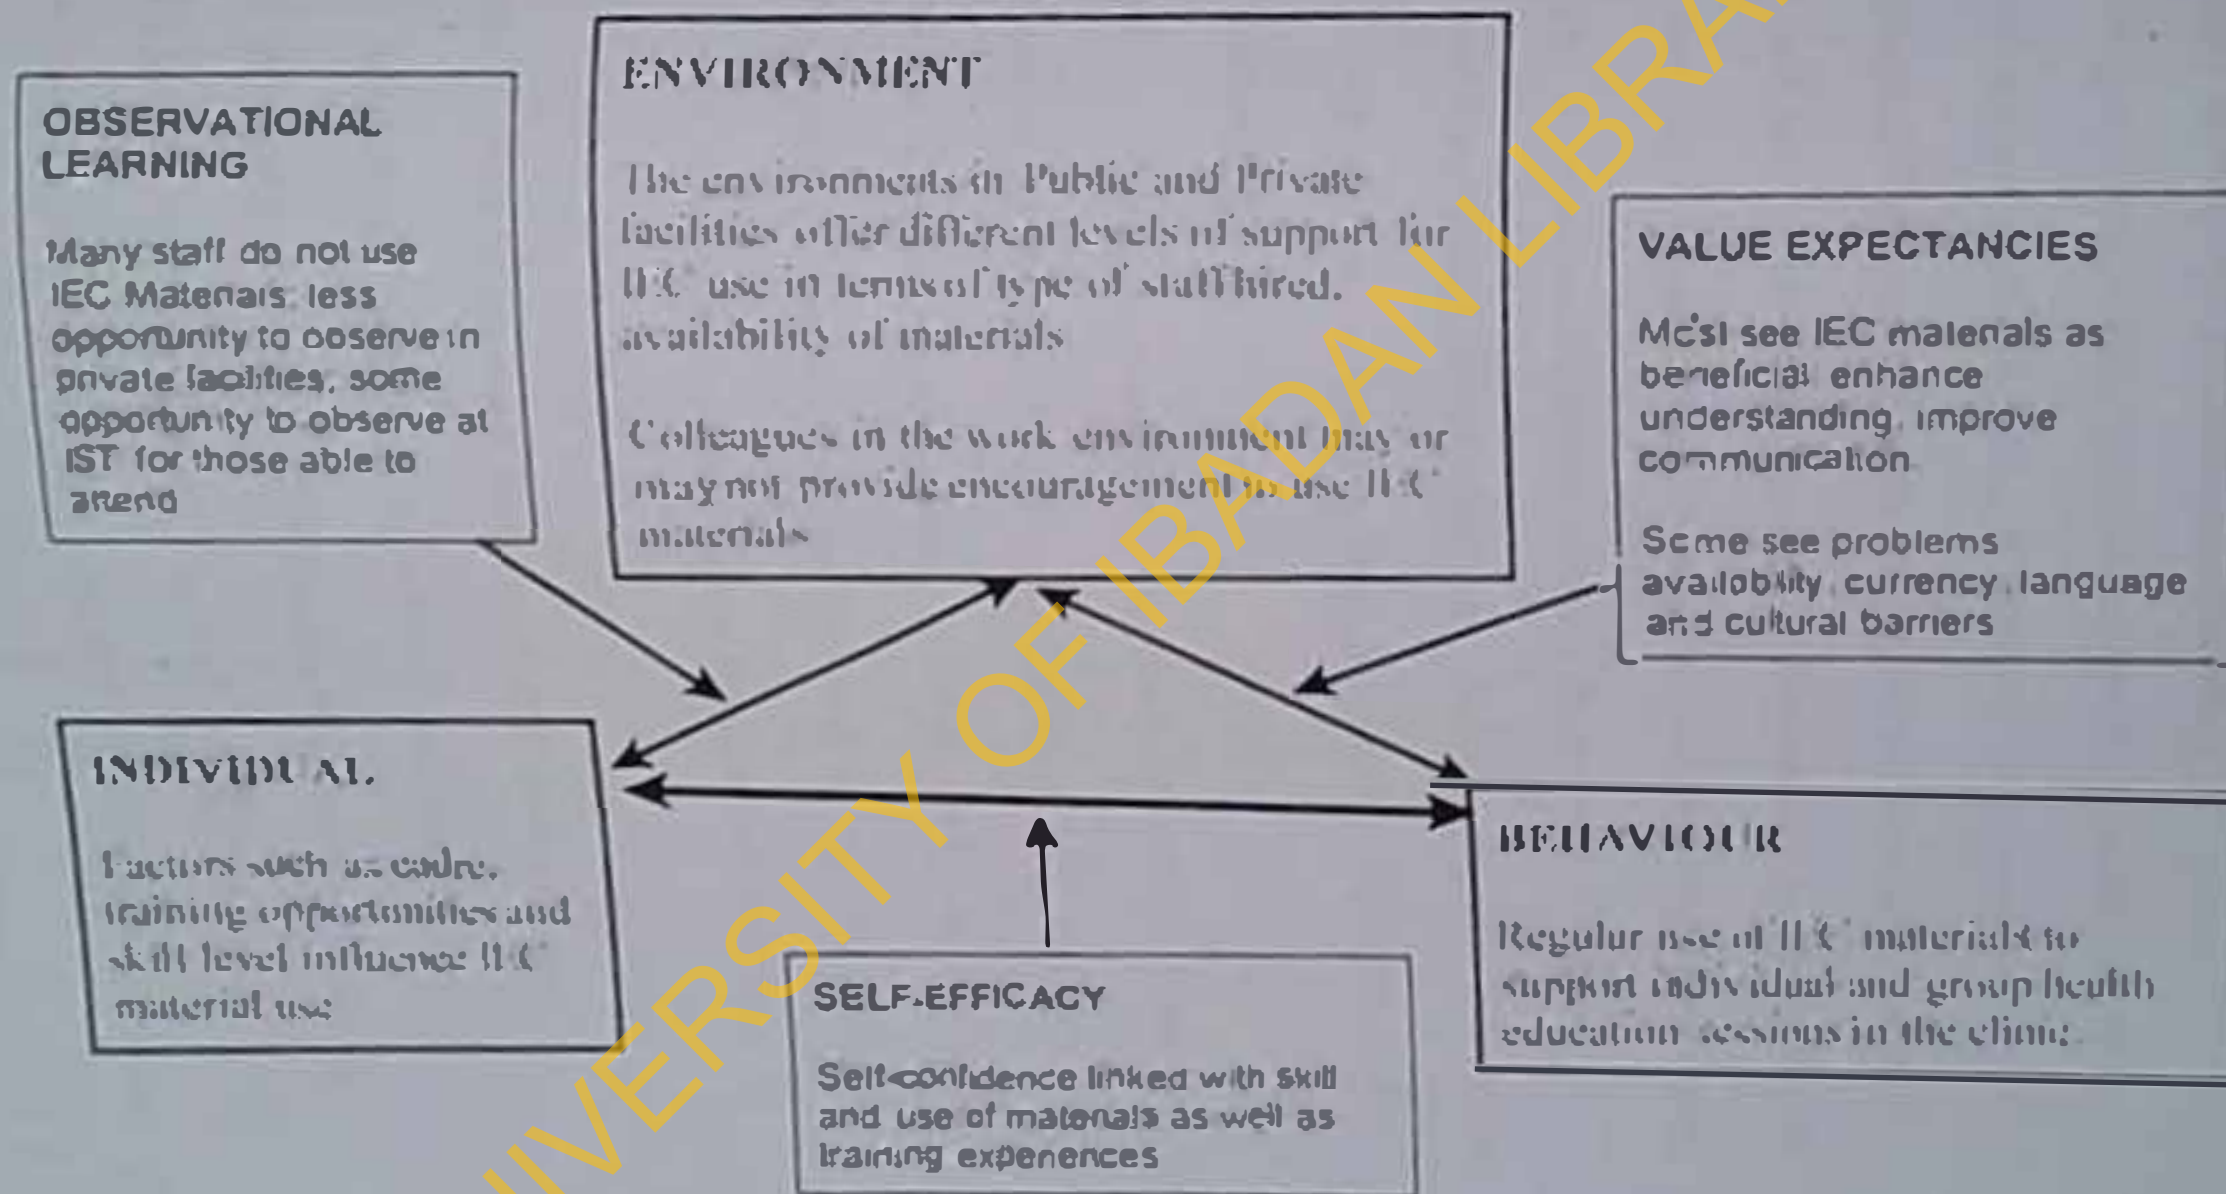 OBSERVATIONAL
LEARNING
Many staff do not use
IEC Materials less
opportunity to observe in
private facilities, some
opportunity to observe at
IST for those able to
attend
ENVIRONMENT
The environments in Public and Private
facilities offer different levels of support for
IEC use in terms of type of staff hired,
availability of materials
Colleagues in the work environment may or
may not provide encouragement to use IEC
materials
VALUE EXPECTANCIES
Most see IEC materials as
beneficial enhance
understanding, improve
communication
Some see problems
availability, currency, language
and cultural barriers
INDIVIDUAL
Factors such as cadre,
training opportunities and
skill level influence IEC
material use
SELF-EFFICACY
Self-confidence linked with skill
and use of materials as well as
training experiences
BEHAVIOUR
Regular use of IEC materials to
support individual and group health
education sessions in the clinic
UNIVERSITY OF IBADAN LIBRARY